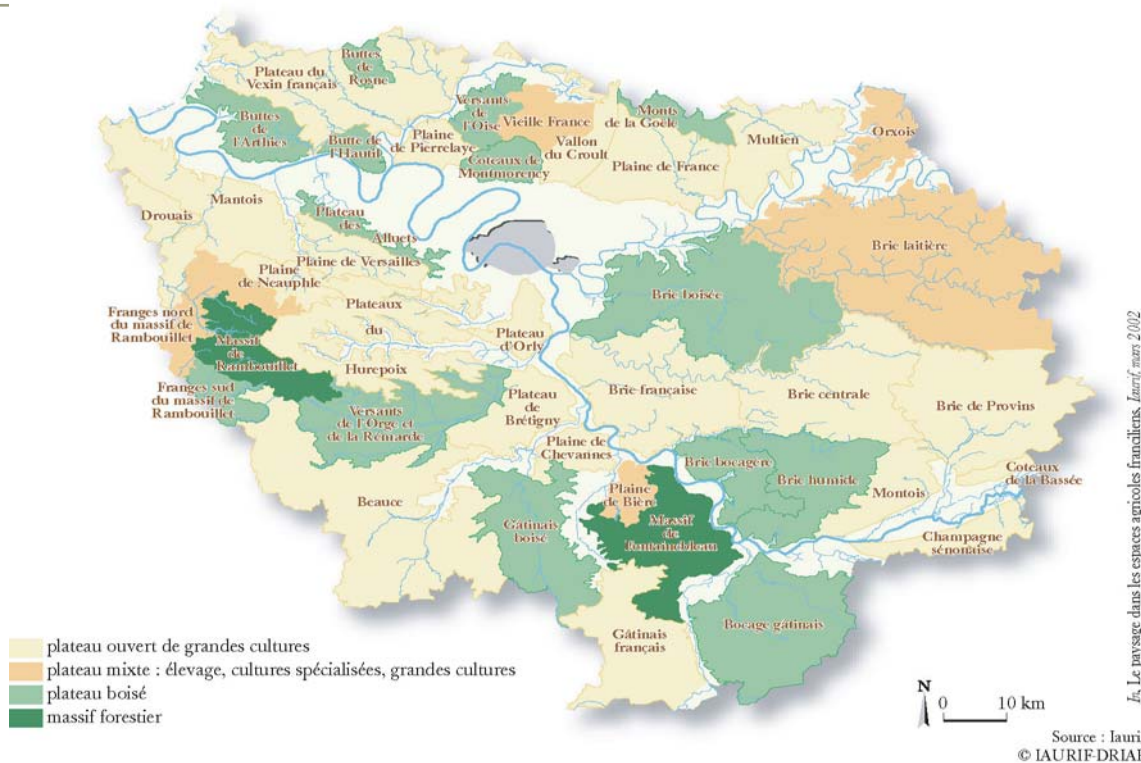 Buttes
de
Rosne
Plateau du
Vexin français
Buttes
de
l'Arthies
Butte de
l'Hautil
Plaine
de Pierrelaye
Versants
de
l'Oise
Vieille France
Coteaux de
Montmorency
Vallon
du Croult
Monts
de la Goële
Plaine de France
Multien
Orxois
Drouais
Mantois
Plateau
des
Alluets
Plaine de Versailles
Plaine
de Neauphle
Brie laitière
Brie boisée
Franges nord
du massif de
Rambouillet
Massif
de
Rambouillet
Franges sud
du massif de
Rambouillet
Plateaux
du
Hurepoix
Plateau
d'Orly
Versants
de l'Orge et
de la Rémarde
Plateau
de
Brétigny
Brie française
Brie centrale
Brie de Provins
Plaine de
Chevannes
Beauce
Gâtinais
boisé
Plaine
de Bière
Massif
de
Fontainebleau
Brie bocagère
Brie humide
Montois
Coteaux
de la Bassée
Champagne
sénonaise
Gâtinais
français
Bocage gâtinais
plateau ouvert de grandes cultures
plateau mixte : élevage, cultures spécialisées, grandes cultures
plateau boisé
massif forestier
N
0 10 km
In, Le paysage dans les espaces agricoles franciliens. Iaurif, mars 2002
Source : Iauri
© IAURIF-DRIAI